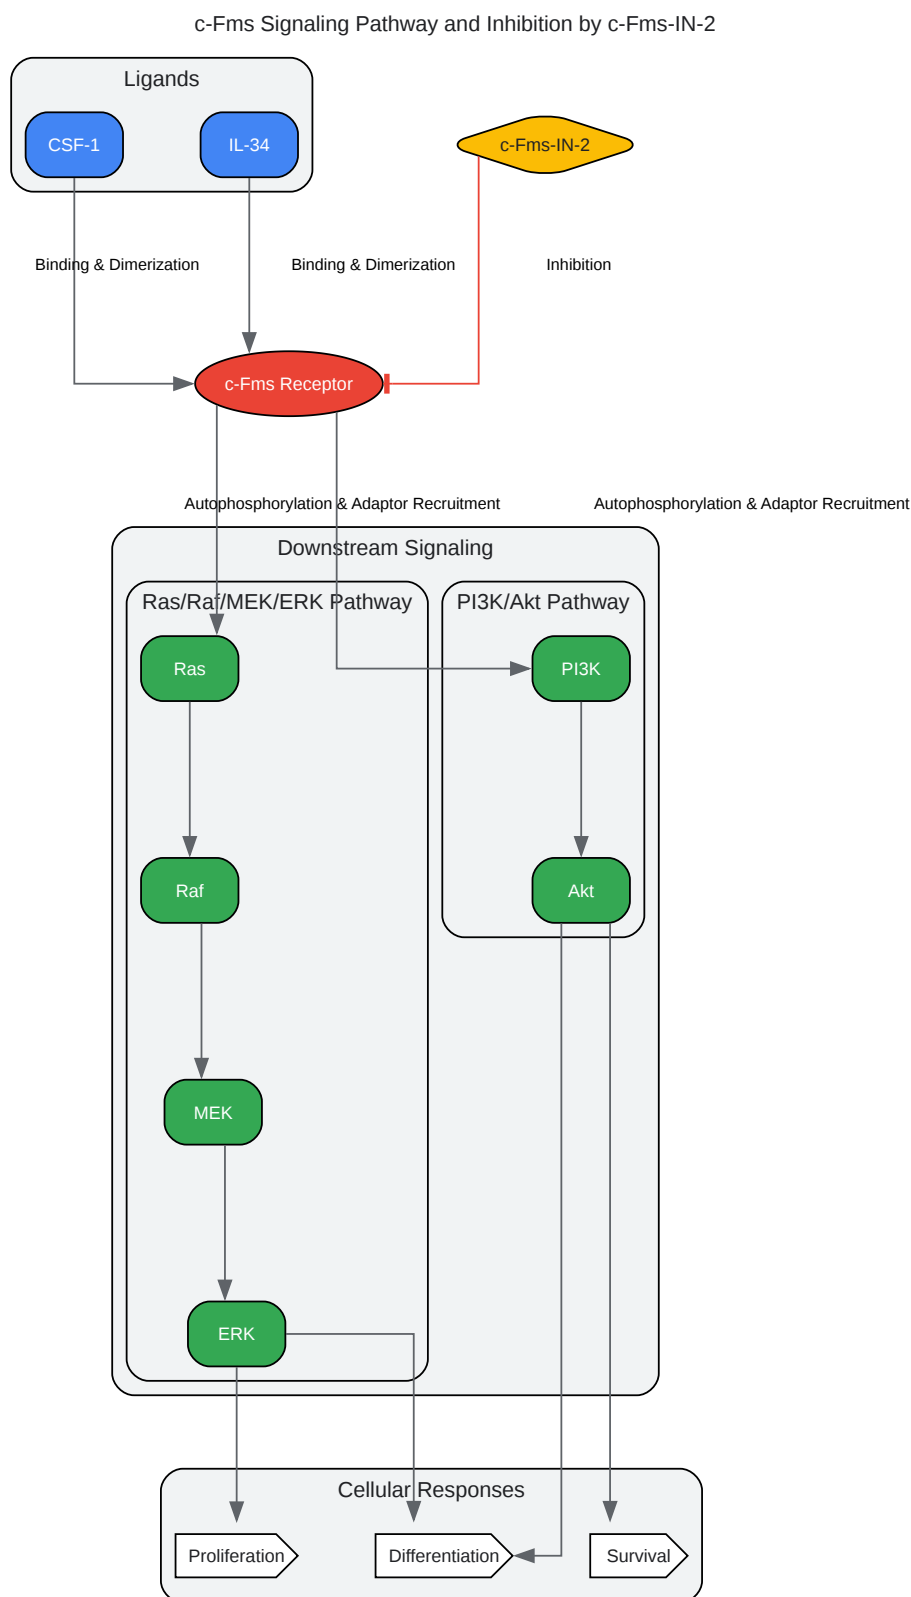 c-Fms Signaling Pathway and Inhibition by c-Fms-IN-2
Ligands
CSF-1
IL-34
c-Fms-IN-2
Binding & Dimerization
Binding & Dimerization
Inhibition
c-Fms Receptor
Autophosphorylation & Adaptor Recruitment
Autophosphorylation & Adaptor Recruitment
Downstream Signaling
Ras/Raf/MEK/ERK Pathway
PI3K/Akt Pathway
Ras
PI3K
Raf
Akt
MEK
ERK
Cellular Responses
Proliferation
Differentiation
Survival